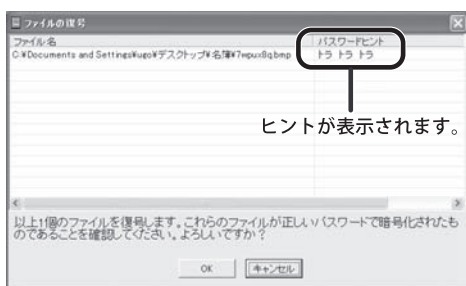 ファイルの復号
ファイル名 パスワードヒント
C:¥Documents and Settings¥ugo¥デスクトップ¥名簿¥7wpux8q.bmp トラ トラ トラ
ヒントが表示されます。
以上1個のファイルを復号します。これらのファイルが正しいパスワードで暗号化されたも
のであることを確認してください。よろしいですか？
OK キャンセル